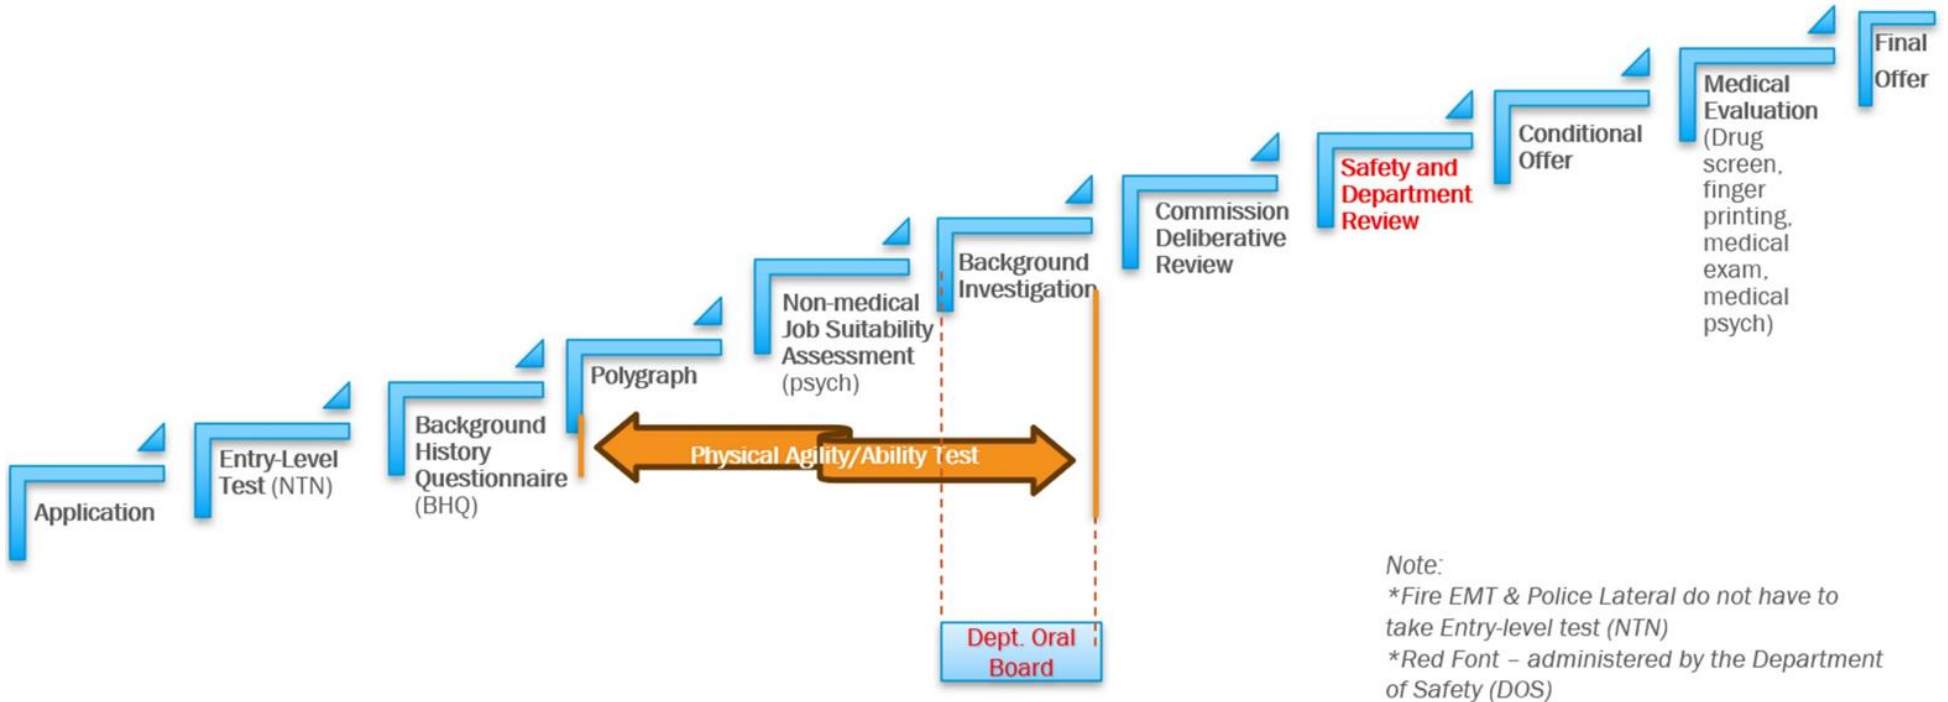 Application
Entry-Level
Test (NTN)
Background
History
Questionnaire
(BHQ)
Polygraph
Non-medical
Job Suitability
Assessment
(psych)
Physical Agility/Ability Test
Background
Investigation
Dept. Oral
Board
Commission
Deliberative
Review
Safety and
Department
Review
Conditional
Offer
Medical
Evaluation
(Drug
screen,
finger
printing,
medical
exam,
medical
psych)
Final
Offer
Note:
*Fire EMT & Police Lateral do not have to
take Entry-level test (NTN)
*Red Font – administered by the Department
of Safety (DOS)